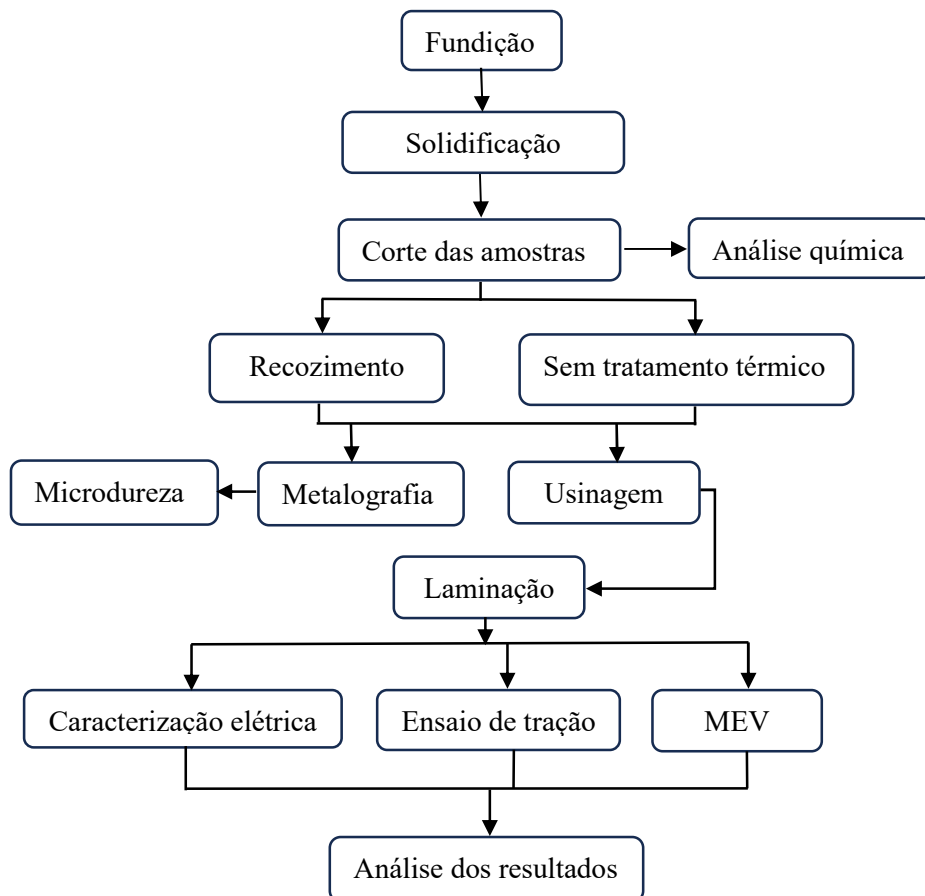 Fundição
Solidificação
Corte das amostras
Análise química
Recozimento
Sem tratamento térmico
Microdureza
Metalografia
Usinagem
Laminação
Caracterização elétrica
Ensaio de tração
MEV
Análise dos resultados